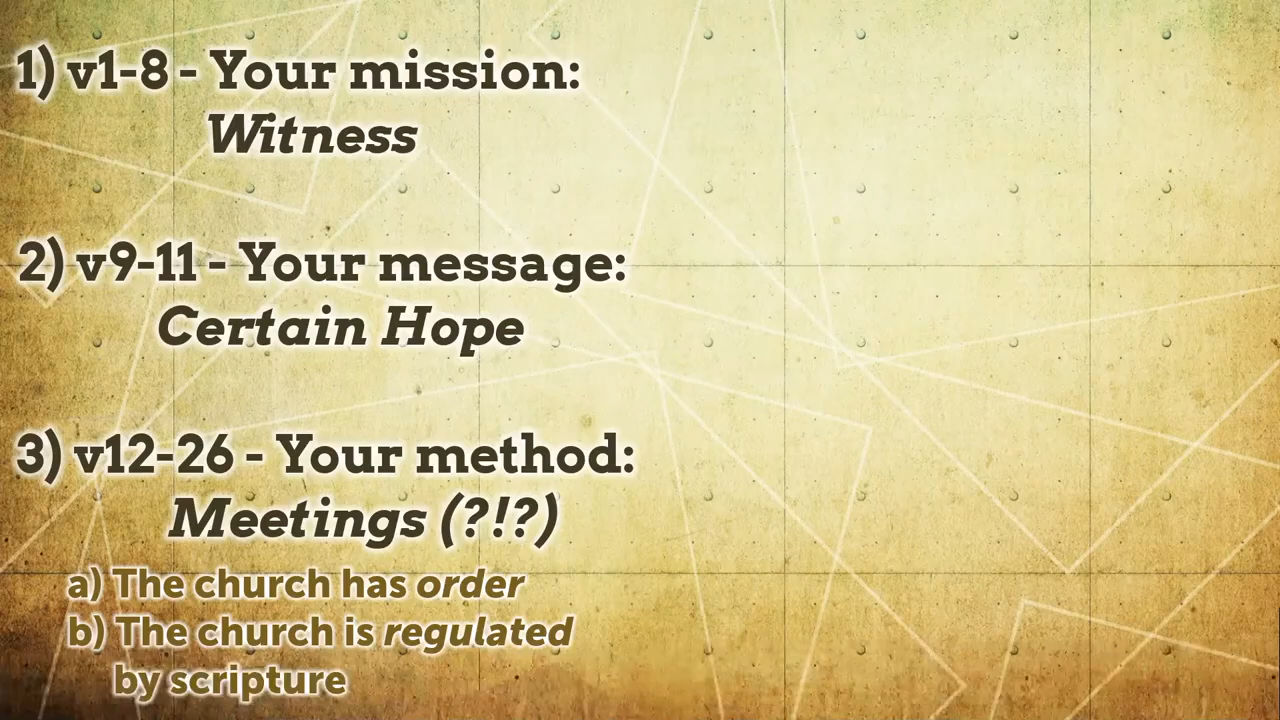 1) v1-8 - Your mission:
Witness
2) v9-11 - Your message:
Certain Hope
3) v12-26 - Your method:
Meetings (?!?)
a) The church has order
b) The church is regulated
by scripture